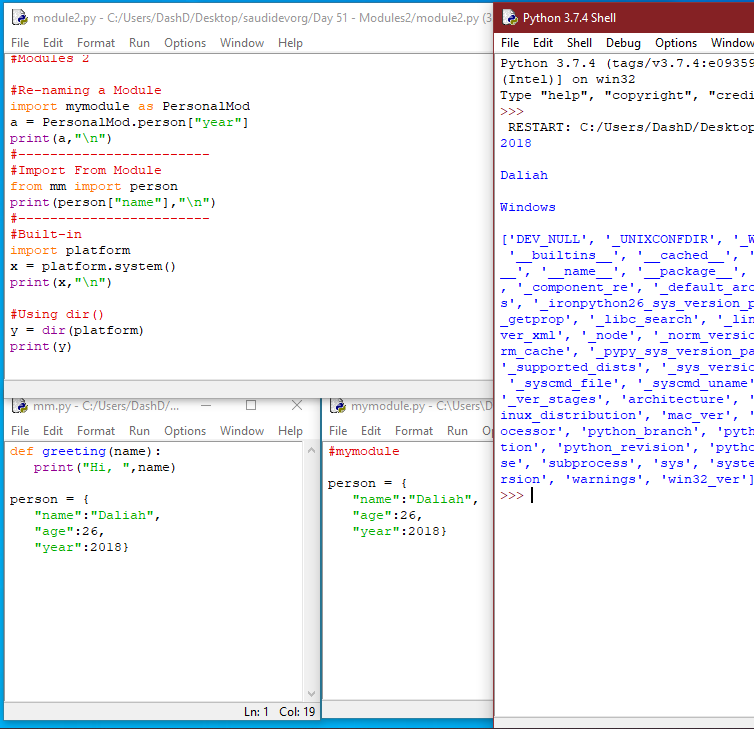 module2.py - C:/Users/DashD/Desktop/saudidevorg/Day 51 - Modules2/module2.py (3
File Edit Format Run Options Window Help
#Modules 2
#Re-naming a Module
import mymodule as PersonalMod
a = PersonalMod.person["year"]
print(a,"\n")
#------------------------
#Import From Module
from mm import person
print(person["name"],"\n")
#------------------------
#Built-in
import platform
x = platform.system()
print(x,"\n")
#Using dir()
y = dir(platform)
print(y)
mm.py - C:/Users/DashD/...
File Edit Format Run Options Window Help
def greeting(name):
print("Hi, ",name)
person = {
"name":"Daliah",
"age":26,
"year":2018}
Ln: 1 Col: 19
mymodule.py - C:\Users\D
File Edit Format Run
#mymodule
person = {
"name":"Daliah",
"age":26,
"year":2018}
Python 3.7.4 Shell
File Edit Shell Debug Options Window
Python 3.7.4 (tags/v3.7.4:e09359
(Intel)] on win32
Type "help", "copyright", "credi
>>>
RESTART: C:/Users/DashD/Desktop
2018
Daliah
Windows
['DEV_NULL', '_UNIXCONFDIR', '_W
'__builtins__', '__cached__', '
__', '__name__', '__package__',
, '_component_re', '_default_arc
s', '_ironpython26_sys_version_p
_getprop', '_libc_search', '_lin
ver_xml', '_node', '_norm_versio
rm_cache', '_pypy_sys_version_pa
'_supported_dists', '_sys_versio
'_syscmd_file', '_syscmd_uname'
'_ver_stages', 'architecture', '
inux_distribution', 'mac_ver', '
ocessor', 'python_branch', 'pyth
tion', 'python_revision', 'pytho
se', 'subprocess', 'sys', 'syste
rsion', 'warnings', 'win32_ver']
>>>